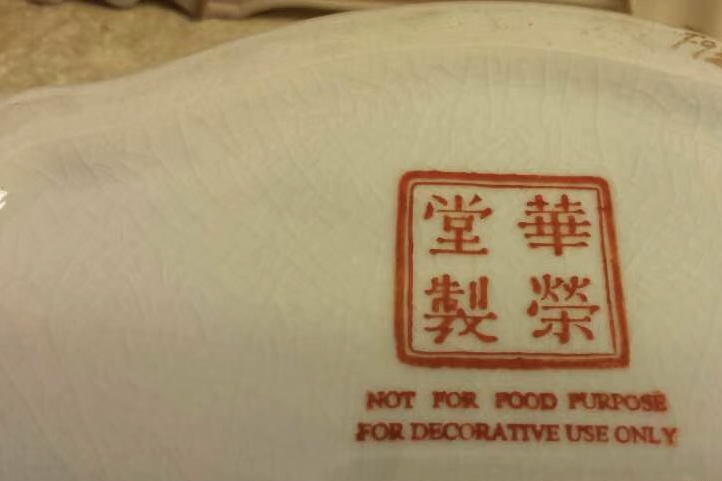 華榮
堂製
NOT FOR FOOD PURPOSE
FOR DECORATIVE USE ONLY